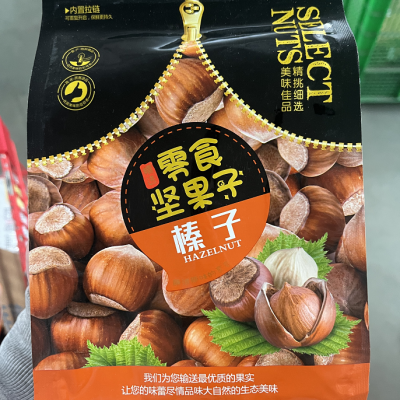 ▸内置拉链
SELECT
NUTS
精挑细选
美味佳品
零食
坚果子
榛子
HAZELNUT
我们为您输送最优质的果实
让您的味蕾尽情品味大自然的生态美味